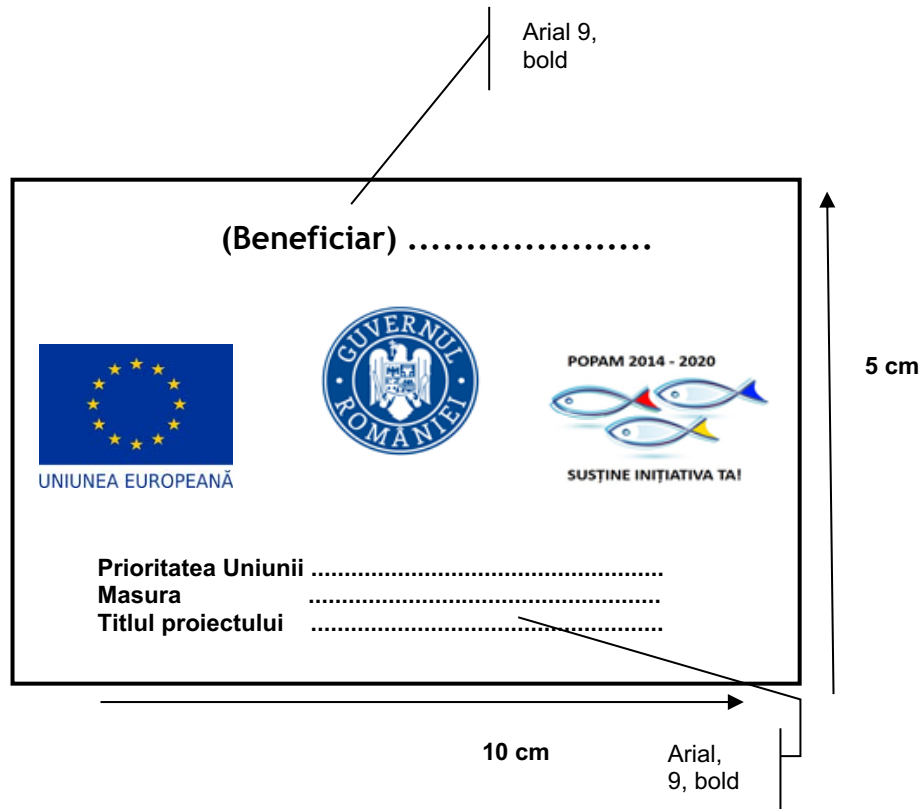 Arial 9,
bold
(Beneficiar) .....................
GUVERNUL ROMÂNIEI
UNIUNEA EUROPEANĂ
POPAM 2014 - 2020
SUSȚINE INIȚIATIVA TA!
5 cm
Prioritatea Uniunii ....................................................
Masura ....................................................
Titlul proiectului ....................................................
10 cm
Arial,
9, bold